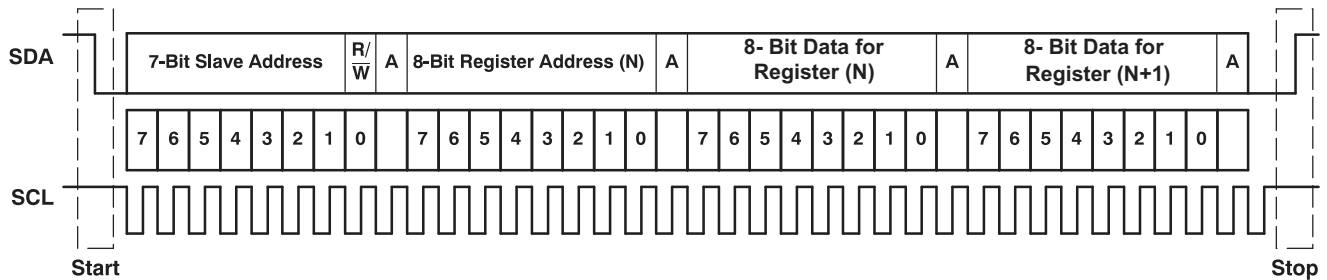 SDA
7-Bit Slave Address R/W A 8-Bit Register Address (N) A 8- Bit Data for Register (N) A 8- Bit Data for Register (N+1) A
7 6 5 4 3 2 1 0 7 6 5 4 3 2 1 0 7 6 5 4 3 2 1 0 7 6 5 4 3 2 1 0
SCL
Start Stop